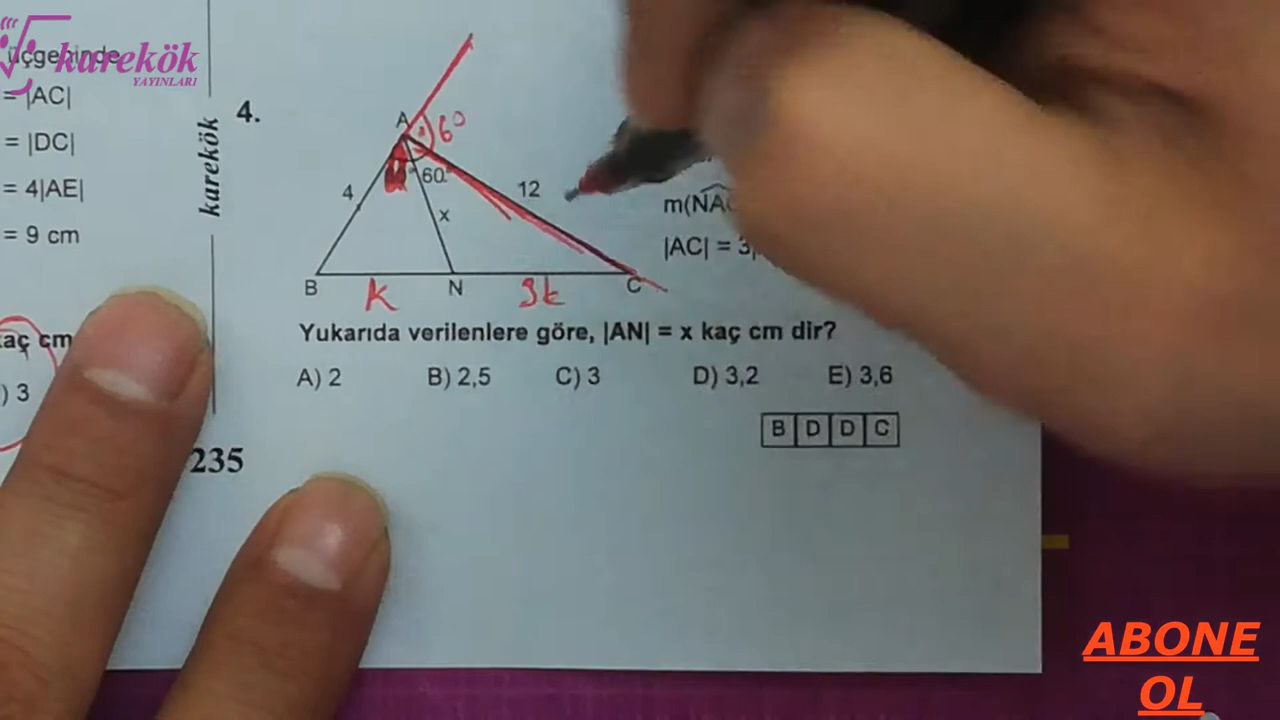 karekök
YAYINLARI
üçgeninde
= |AC|
= |DC|
= 4|AE|
= 9 cm
kaç cm
) 3
karekök
235
4.
A
60
60
4
12
x
B
N
C
K
3k
m(NA
|AC| = 3
Yukarıda verilenlere göre, |AN| = x kaç cm dir?
A) 2 B) 2,5 C) 3 D) 3,2 E) 3,6
B D D C
ABONE
OL